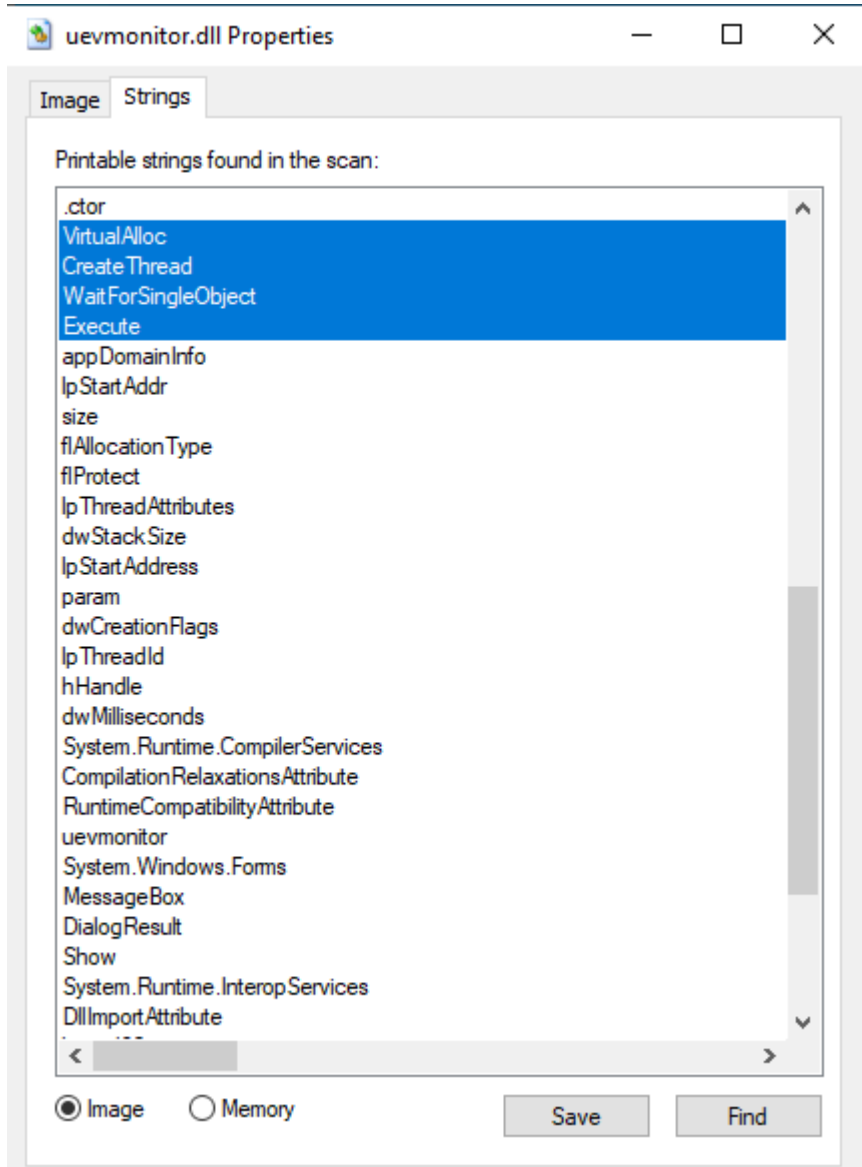 uevmonitor.dll Properties
Image Strings
Printable strings found in the scan:
.ctor
VirtualAlloc
CreateThread
WaitForSingleObject
Execute
appDomainInfo
lpStartAddr
size
flAllocationType
flProtect
lpThreadAttributes
dwStackSize
lpStartAddress
param
dwCreationFlags
lpThreadId
hHandle
dwMilliseconds
System.Runtime.CompilerServices
CompilationRelaxationsAttribute
RuntimeCompatibilityAttribute
uevmonitor
System.Windows.Forms
MessageBox
DialogResult
Show
System.Runtime.InteropServices
DllImportAttribute
Image Memory Save Find